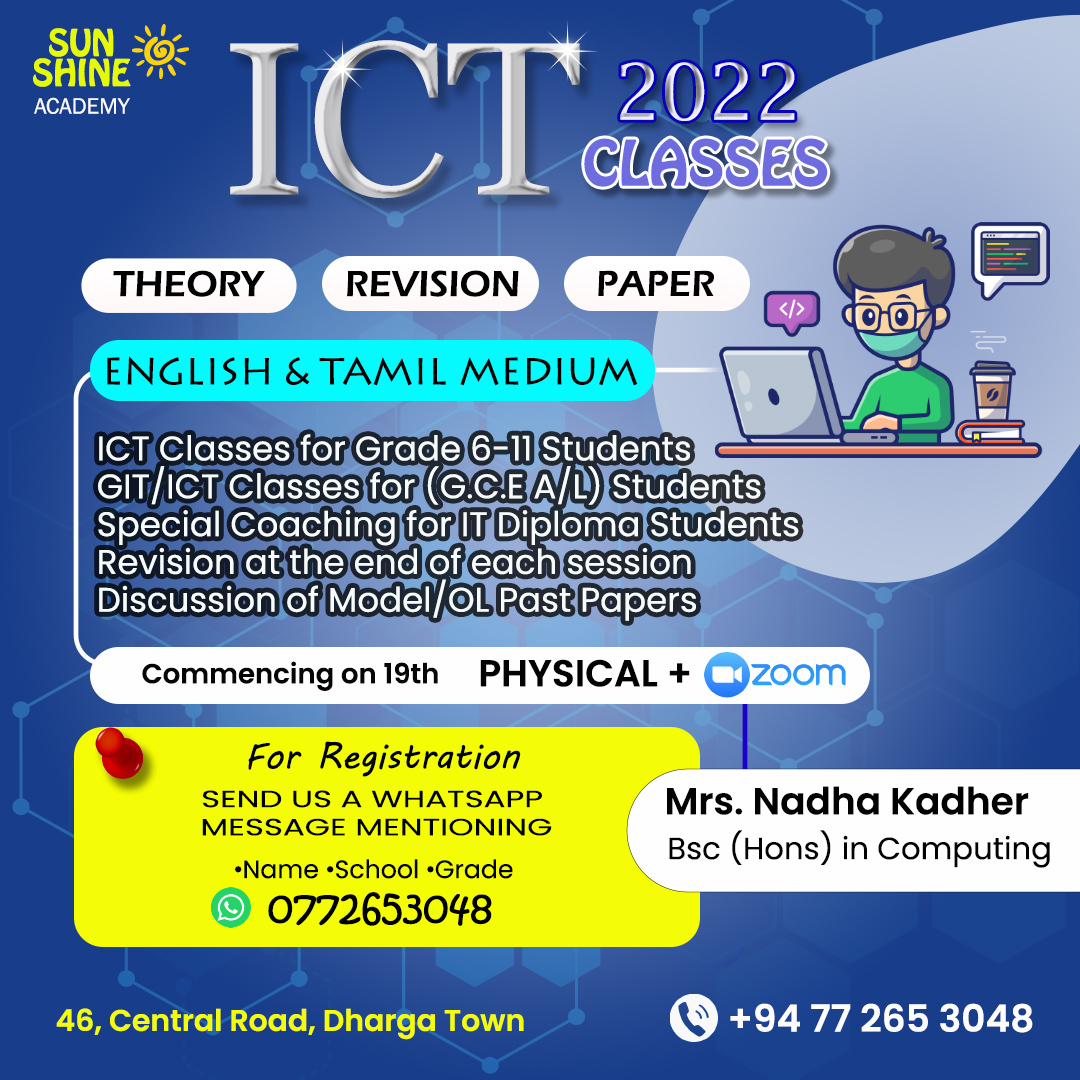 SUN
SHINE
ACADEMY
ICT
2022
CLASSES
THEORY
REVISION
PAPER
</>
ENGLISH & TAMIL MEDIUM
ICT Classes for Grade 6-11 Students
GIT/ICT Classes for (G.C.E A/L) Students
Special Coaching for IT Diploma Students
Revision at the end of each session
Discussion of Model/OL Past Papers
Commencing on 19th PHYSICAL + zoom
For Registration
SEND US A WHATSAPP
MESSAGE MENTIONING
•Name •School •Grade
0772653048
Mrs. Nadha Kadher
Bsc (Hons) in Computing
46, Central Road, Dharga Town
+94 77 265 3048